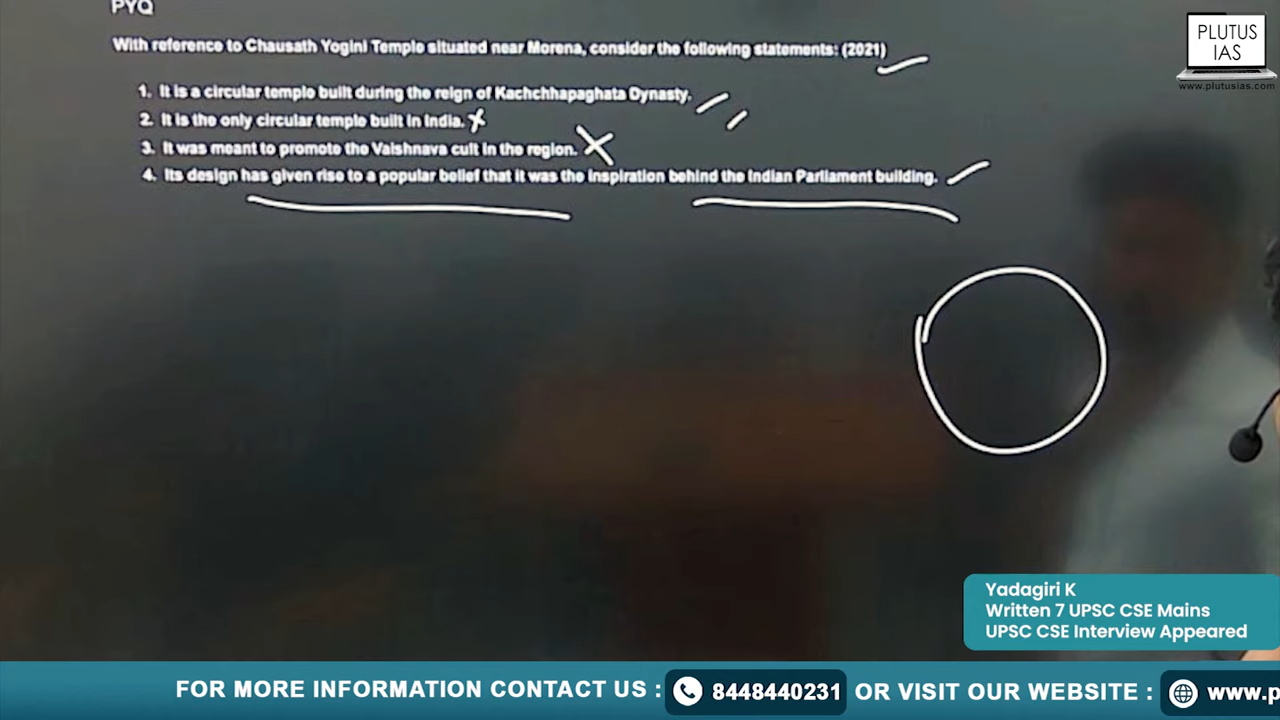 PYQ
PLUTUS
IAS
www.plutusias.com
With reference to Chausath Yogini Temple situated near Morena, consider the following statements: (2021)
1. It is a circular temple built during the reign of Kachchhapaghata Dynasty.
2. It is the only circular temple built in India.
3. It was meant to promote the Vaishnava cult in the region.
4. Its design has given rise to a popular belief that it was the inspiration behind the Indian Parliament building.
Yadagiri K
Written 7 UPSC CSE Mains
UPSC CSE Interview Appeared
FOR MORE INFORMATION CONTACT US : 8448440231 OR VISIT OUR WEBSITE : www.p